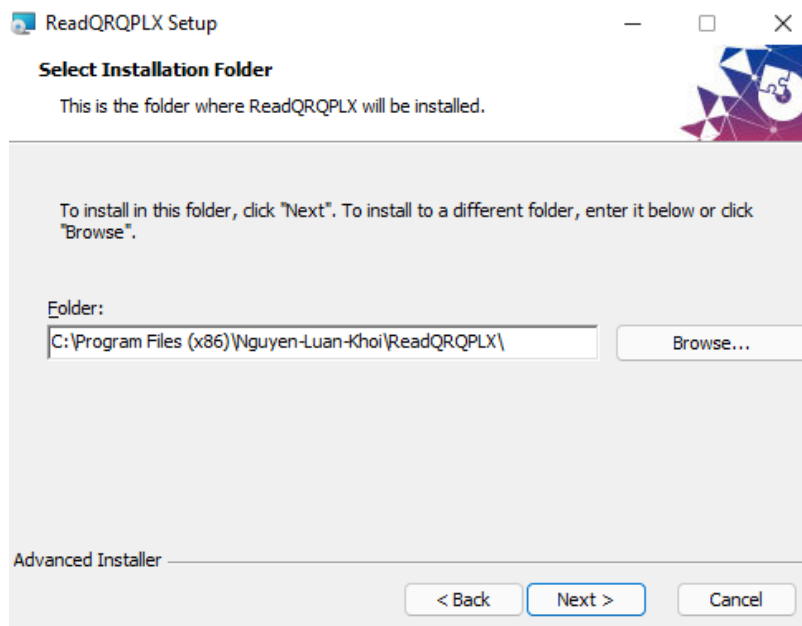 ReadQRQPLX Setup
Select Installation Folder
This is the folder where ReadQRQPLX will be installed.
To install in this folder, click "Next". To install to a different folder, enter it below or click
"Browse".
Folder:
C:\Program Files (x86)\Nguyen-Luan-Khoi\ReadQRQPLX\
Browse...
Advanced Installer
< Back
Next >
Cancel